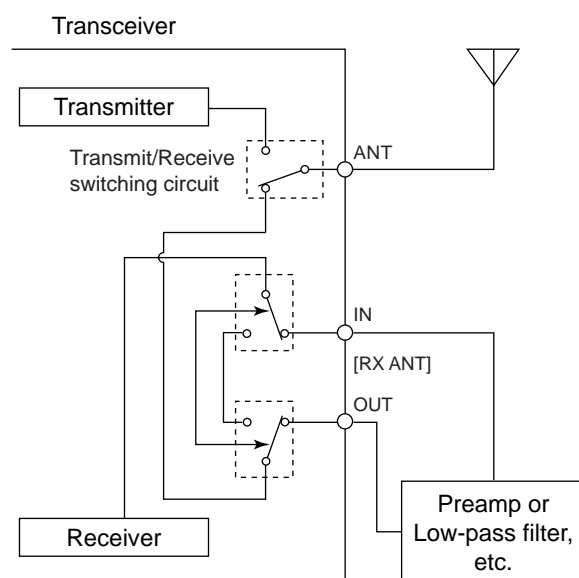 Transceiver
Transmitter
Transmit/Receive
switching circuit
ANT
IN
[RX ANT]
OUT
Receiver
Preamp or
Low-pass filter,
etc.